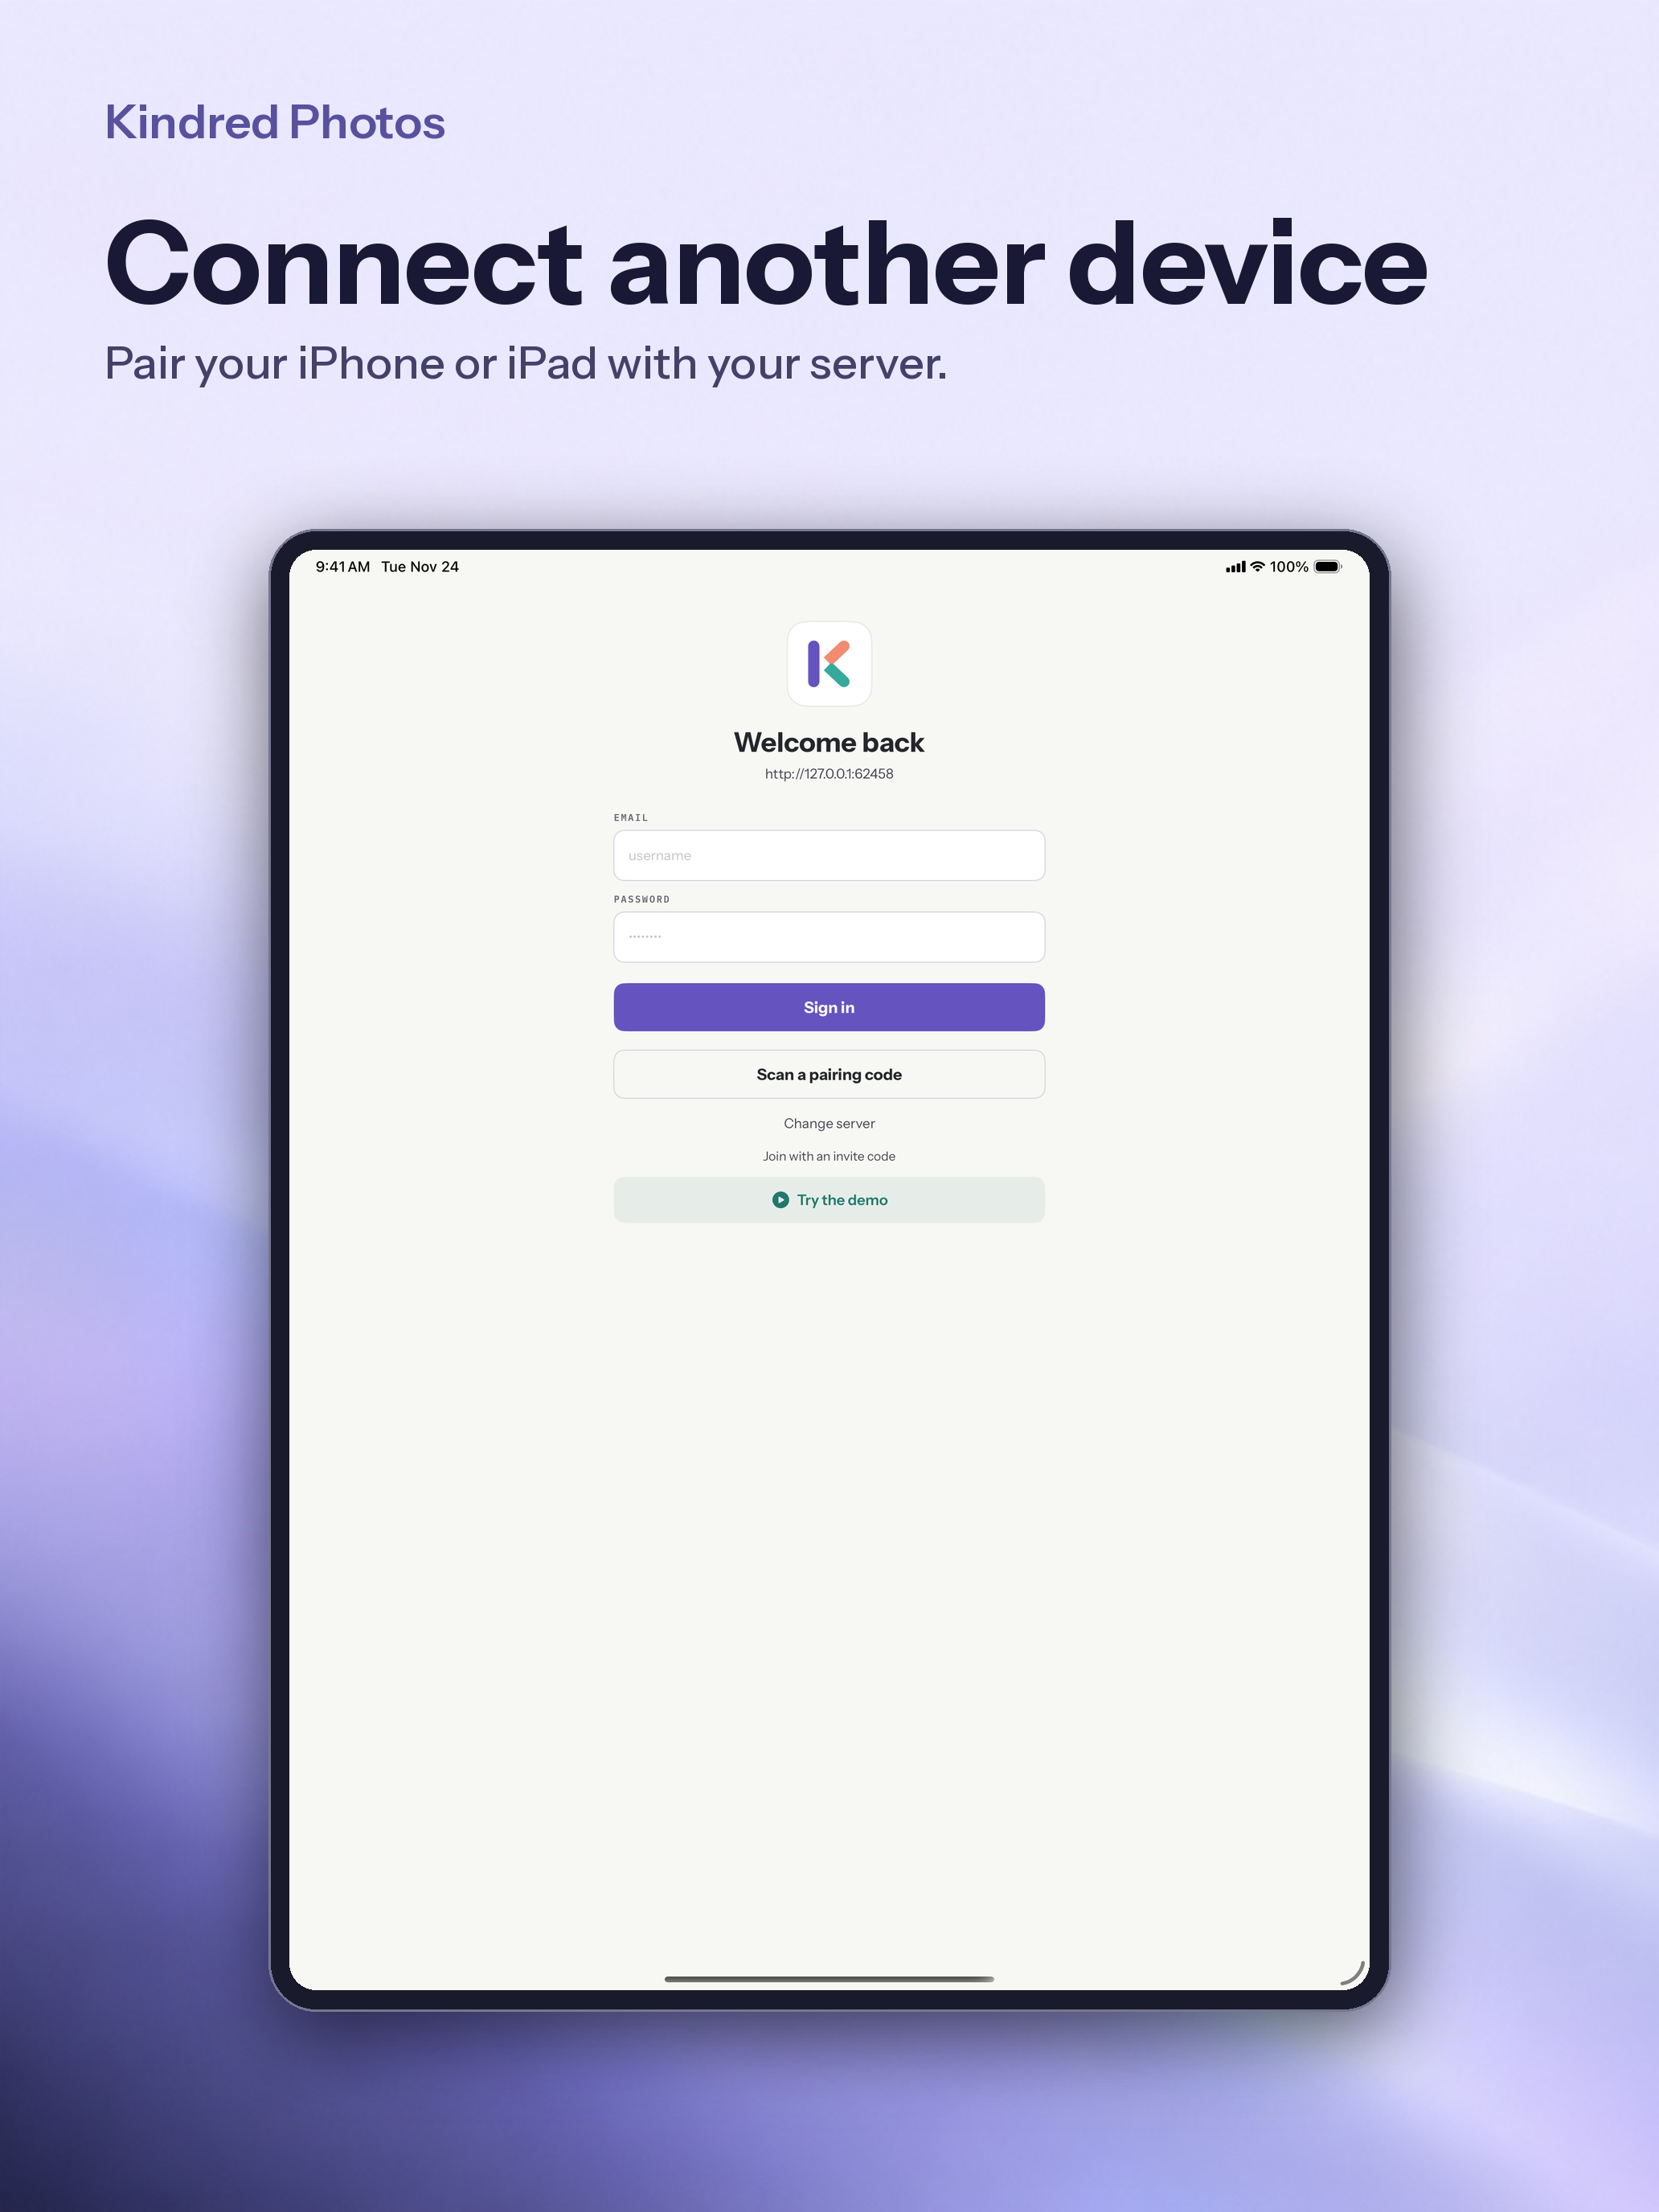 Kindred Photos
Connect another device
Pair your iPhone or iPad with your server.
9:41 AM Tue Nov 24
100%
Welcome back
http://127.0.0.1:62458
EMAIL
username
PASSWORD
••••••••
Sign in
Scan a pairing code
Change server
Join with an invite code
Try the demo